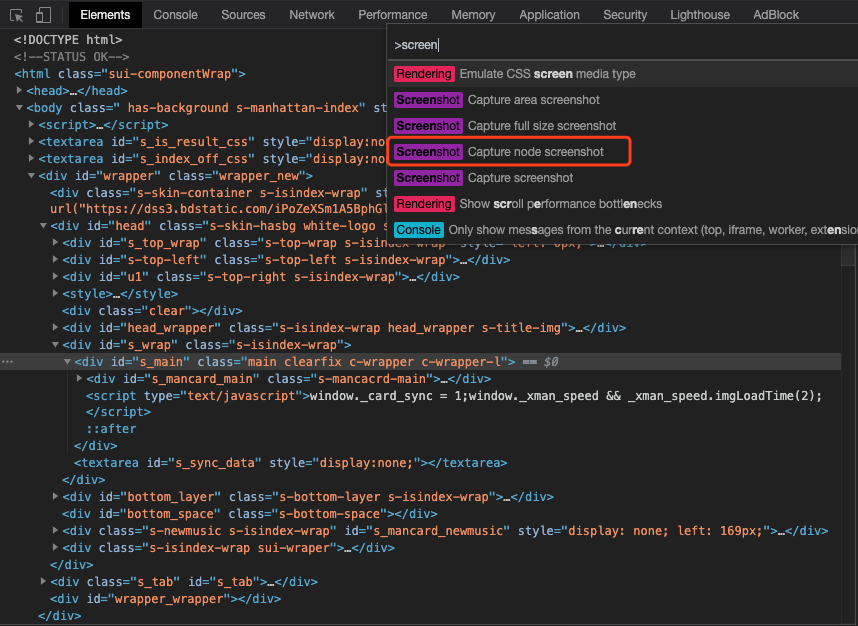 Elements Console Sources Network Performance Memory Application Security Lighthouse AdBlock
>screen
Rendering Emulate CSS screen media type
Screenshot Capture area screenshot
Screenshot Capture full size screenshot
Screenshot Capture node screenshot
Screenshot Capture screenshot
Rendering Show scroll performance bottlenecks
Console Only show messages from the current context (top, iframe, worker, extension
<!DOCTYPE html>
<!--STATUS OK-->
<html class="sui-componentWrap">
<head>…</head>
<body class=" has-background s-manhattan-index" st
<script>…</script>
<textarea id="s_is_result_css" style="display:no
<textarea id="s_index_off_css" style="display:no
<div id="wrapper" class="wrapper_new">
<div class="s-skin-container s-isindex-wrap" st
url("https://dss3.bdstatic.com/iPoZeXSm1A5BphGl
<div id="head" class="s-skin-hasbg white-logo s
<div id="s_top_wrap" class="s-top-wrap s-isindex-wrap" style="left: 0px;">…</div>
<div id="s-top-left" class="s-top-left s-isindex-wrap">…</div>
<div id="u1" class="s-top-right s-isindex-wrap">…</div>
<style>…</style>
<div class="clear"></div>
<div id="head_wrapper" class="s-isindex-wrap head_wrapper s-title-img">…</div>
<div id="s_wrap" class="s-isindex-wrap">
<div id="s_main" class="main clearfix c-wrapper c-wrapper-l"> == $0
<div id="s_mancard_main" class="s-mancacrd-main">…</div>
<script type="text/javascript">window._card_sync = 1;window._xman_speed && _xman_speed.imgLoadTime(2);
</script>
::after
</div>
<textarea id="s_sync_data" style="display:none;"></textarea>
</div>
<div id="bottom_layer" class="s-bottom-layer s-isindex-wrap">…</div>
<div id="bottom_space" class="s-bottom-space"></div>
<div class="s-newmusic s-isindex-wrap" id="s_mancard_newmusic" style="display: none; left: 169px;">…</div>
<div class="s-isindex-wrap sui-wraper">…</div>
</div>
<div class="s_tab" id="s_tab">…</div>
<div id="wrapper_wrapper"></div>
</div>